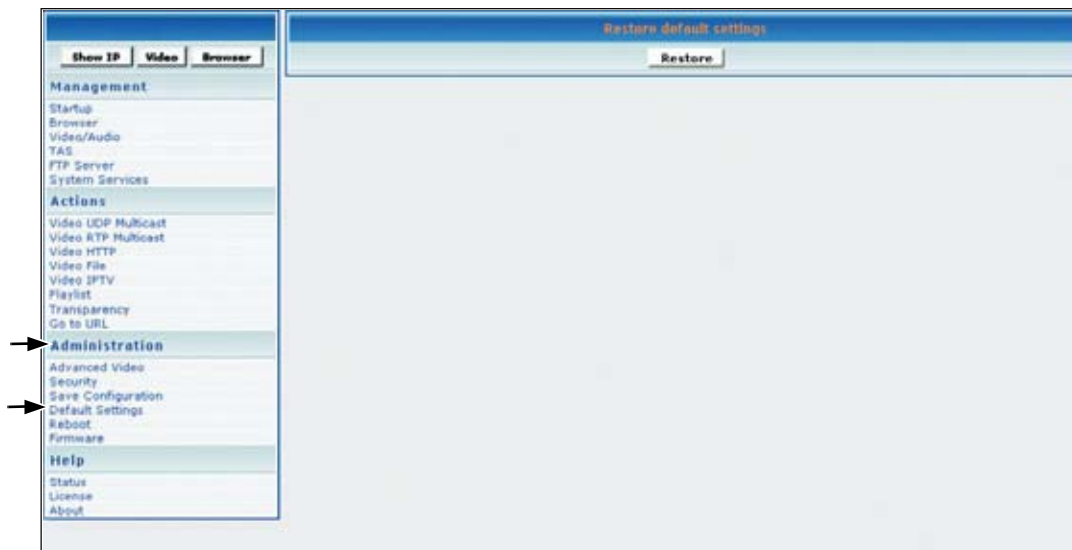 Restore default settings
Show IP Video Browser
Restore
Management
Startup
Browser
Video/Audio
TAS
FTP Server
System Services
Actions
Video UDP Multicast
Video RTP Multicast
Video HTTP
Video File
Video IPTV
Playlist
Transparency
Go to URL
Administration
Advanced Video
Security
Save Configuration
Default Settings
Reboot
Firmware
Help
Status
License
About